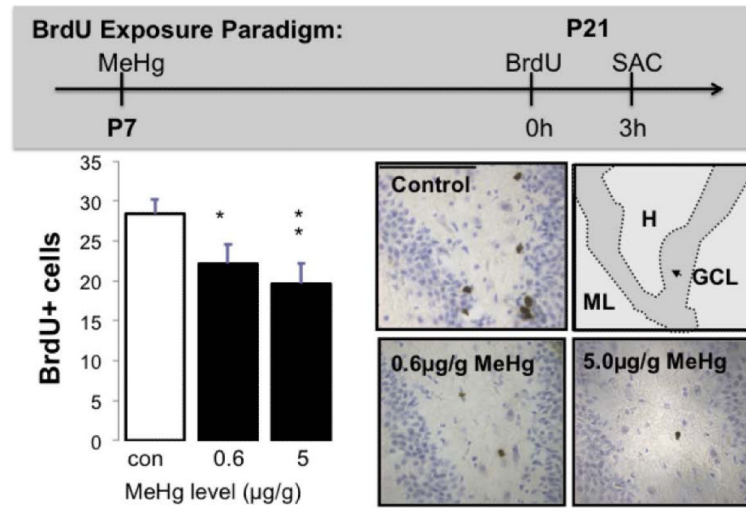 BrdU Exposure Paradigm:
P21
MeHg
BrdU
SAC
P7
0h
3h
35
30
25
20
15
10
5
0
BrdU+ cells
*
*
*
con
0.6
5
MeHg level (µg/g)
Control
H
GCL
ML
0.6µg/g MeHg
5.0µg/g MeHg